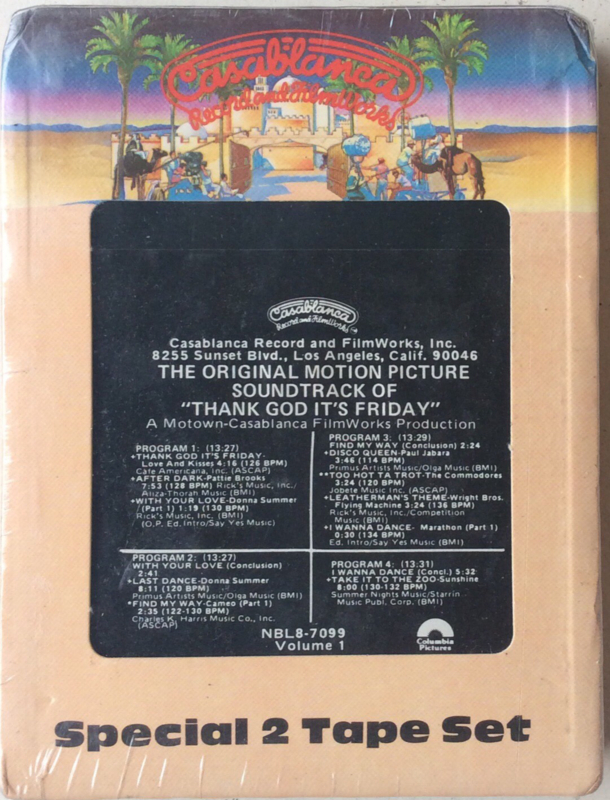 Casablanca
Record and FilmWorks
Casablanca
Record and FilmWorks
Casablanca Record and FilmWorks, Inc.
8255 Sunset Blvd., Los Angeles, Calif. 90046
THE ORIGINAL MOTION PICTURE
SOUNDTRACK OF
"THANK GOD IT'S FRIDAY"
A Motown-Casablanca FilmWorks Production
PROGRAM 1: (13:27)
•THANK GOD IT'S FRIDAY-
Love And Kisses 4:16 (126 BPM)
Cafe Americana, Inc. (ASCAP)
•AFTER DARK-Pattie Brooks
7:53 (128 BPM) Rick's Music, Inc./
Aliza-Thorah Music (BMI)
•WITH YOUR LOVE-Donna Summer
(Part 1) 1:19 (130 BPM)
Rick's Music, Inc. (BMI)
(O.P. Ed. Intro/Say Yes Music)
PROGRAM 2: (13:27)
WITH YOUR LOVE (Conclusion)
2:41
•LAST DANCE-Donna Summer
8:11 (120 BPM)
Primus Artists Music/Olga Music (BMI)
•FIND MY WAY-Cameo (Part 1)
2:35 (122-130 BPM)
Charles K. Harris Music Co., Inc.
(ASCAP)
PROGRAM 3: (13:29)
FIND MY WAY (Conclusion) 2:24
•DISCO QUEEN-Paul Jabara
3:46 (114 BPM)
Primus Artists Music/Olga Music (BMI)
••TOO HOT TA TROT-The Commodores
3:24 (120 BPM)
Jobete Music Inc. (ASCAP)
•LEATHERMAN'S THEME-Wright Bros.
Flying Machine 3:24 (136 BPM)
Rick's Music, Inc./Competition
Music (BMI)
•I WANNA DANCE- Marathon (Part 1)
0:30 (134 BPM)
Ed. Intro/Say Yes Music (BMI)
PROGRAM 4: (13:31)
I WANNA DANCE (Concl.) 5:32
•TAKE IT TO THE ZOO-Sunshine
8:00 (130-132 BPM)
Summer Nights Music/Starrin
Music Publ. Corp. (BMI)
NBL8-7099
Volume 1
Columbia
Pictures
Special 2 Tape Set